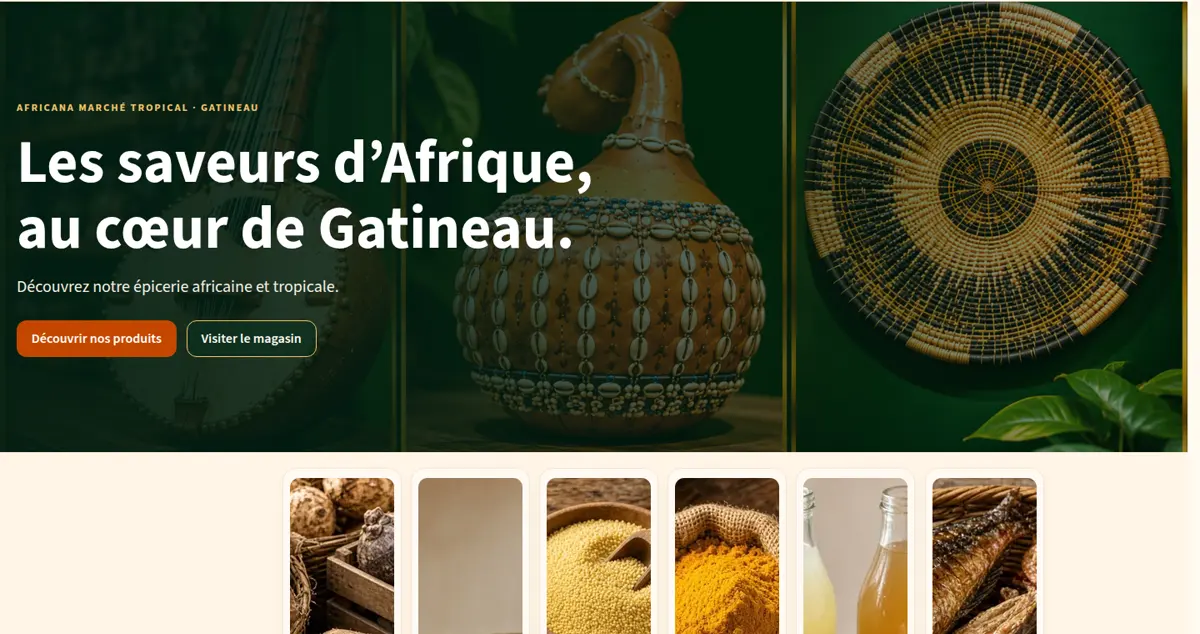 AFRICANA MARCHÉ TROPICAL · GATINEAU
Les saveurs d’Afrique,
au cœur de Gatineau.
Découvrez notre épicerie africaine et tropicale.
Découvrir nos produits
Visiter le magasin